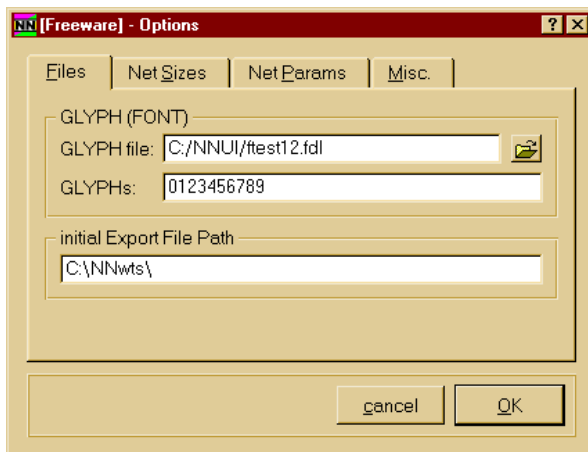 NN [Freeware] - Options ? X
Files Net Sizes Net Params Misc.
GLYPH (FONT)
GLYPH file: C:/NNUI/ftest12.fdl
GLYPHs: 0123456789
initial Export File Path
C:\NNwts\
cancel OK